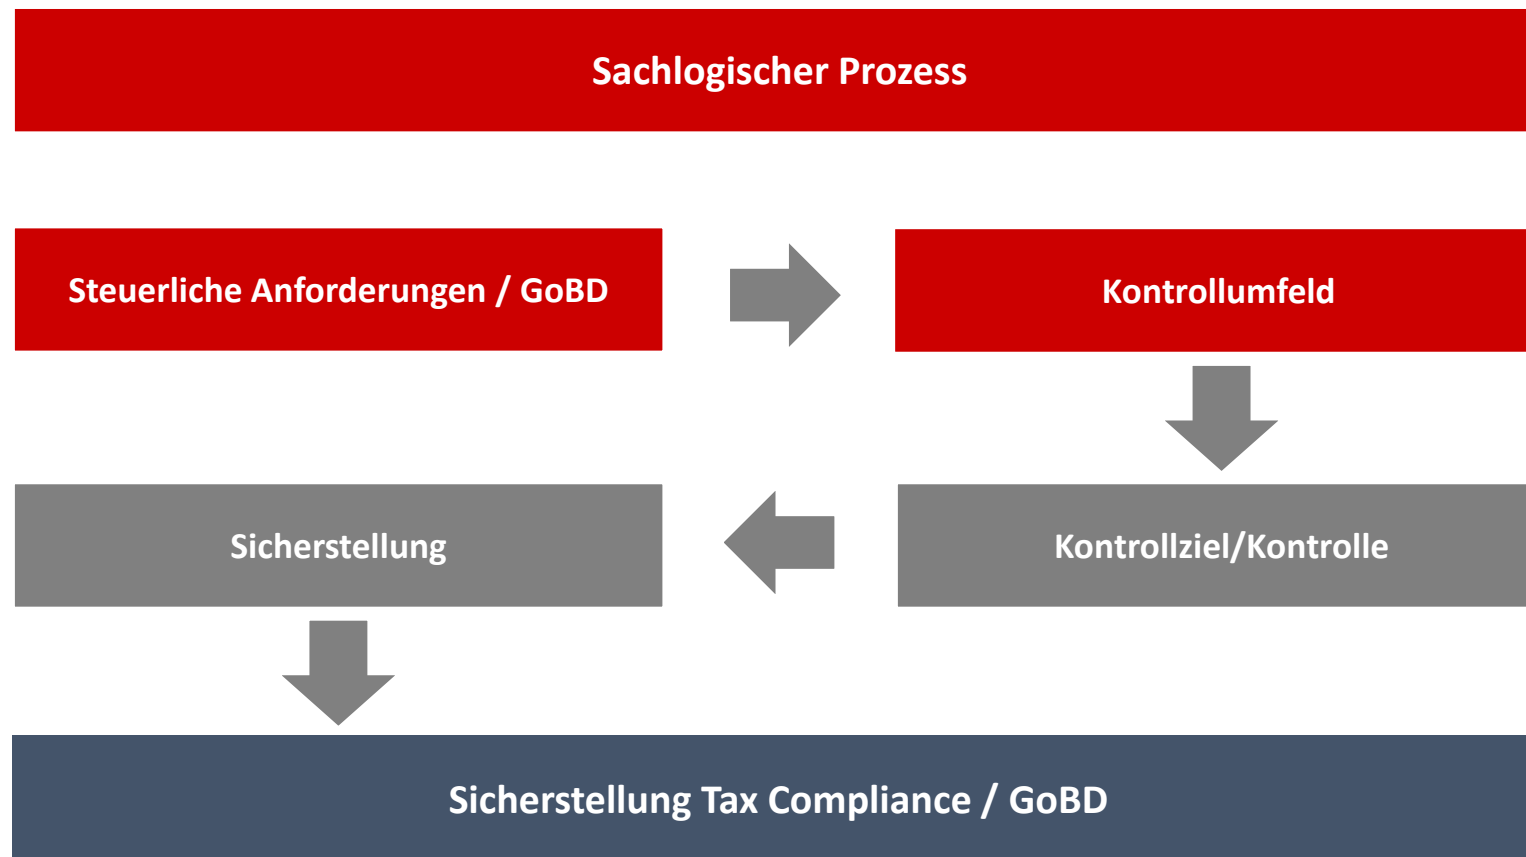 Sachlogischer Prozess
Steuerliche Anforderungen / GoBD
Kontrollumfeld
Sicherstellung
Kontrollziel/Kontrolle
Sicherstellung Tax Compliance / GoBD